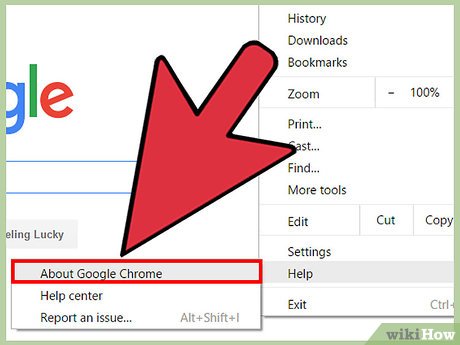 gle
eling Lucky
History
Downloads
Bookmarks
Zoom − 100%
Print...
Cast...
Find...
More tools
Edit Cut Copy
Settings
Help
Exit Ctrl+
About Google Chrome
Help center
Report an issue... Alt+Shift+I
wikiHow